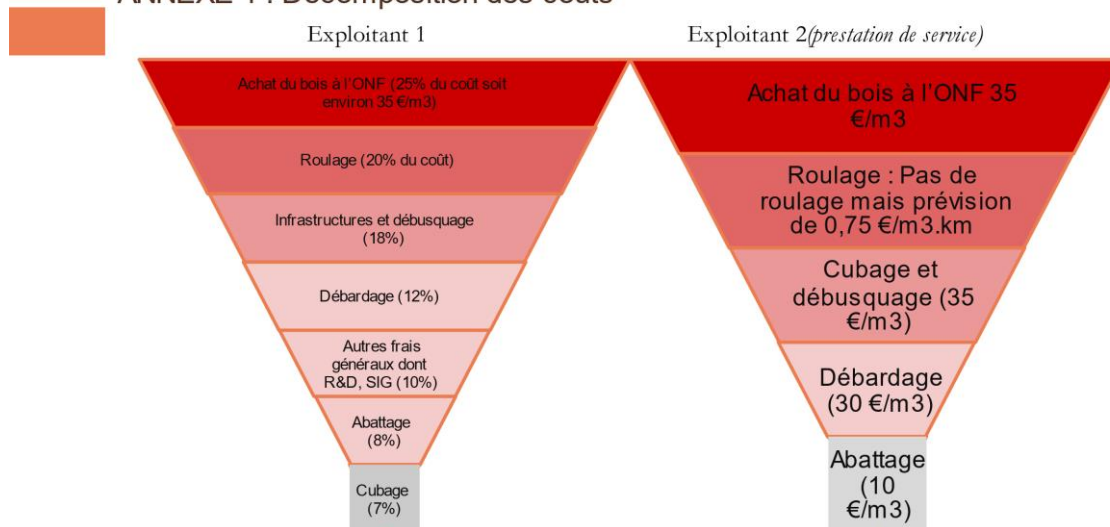 ANNEXE 1 : Décomposition des coûts
Exploitant 1
Achat du bois à l'ONF (25% du coût soit
environ 35 €/m3)
Roulage (20% du coût)
Infrastructures et débusquage
(18%)
Débardage (12%)
Autres frais
généraux dont
R&D, SIG (10%)
Abattage
(8%)
Cubage
(7%)
Exploitant 2(prestation de service)
Achat du bois à l'ONF 35
€/m3
Roulage : Pas de
roulage mais prévision
de 0,75 €/m3.km
Cubage et
débusquage (35
€/m3)
Débardage
(30 €/m3)
Abattage
(10
€/m3)